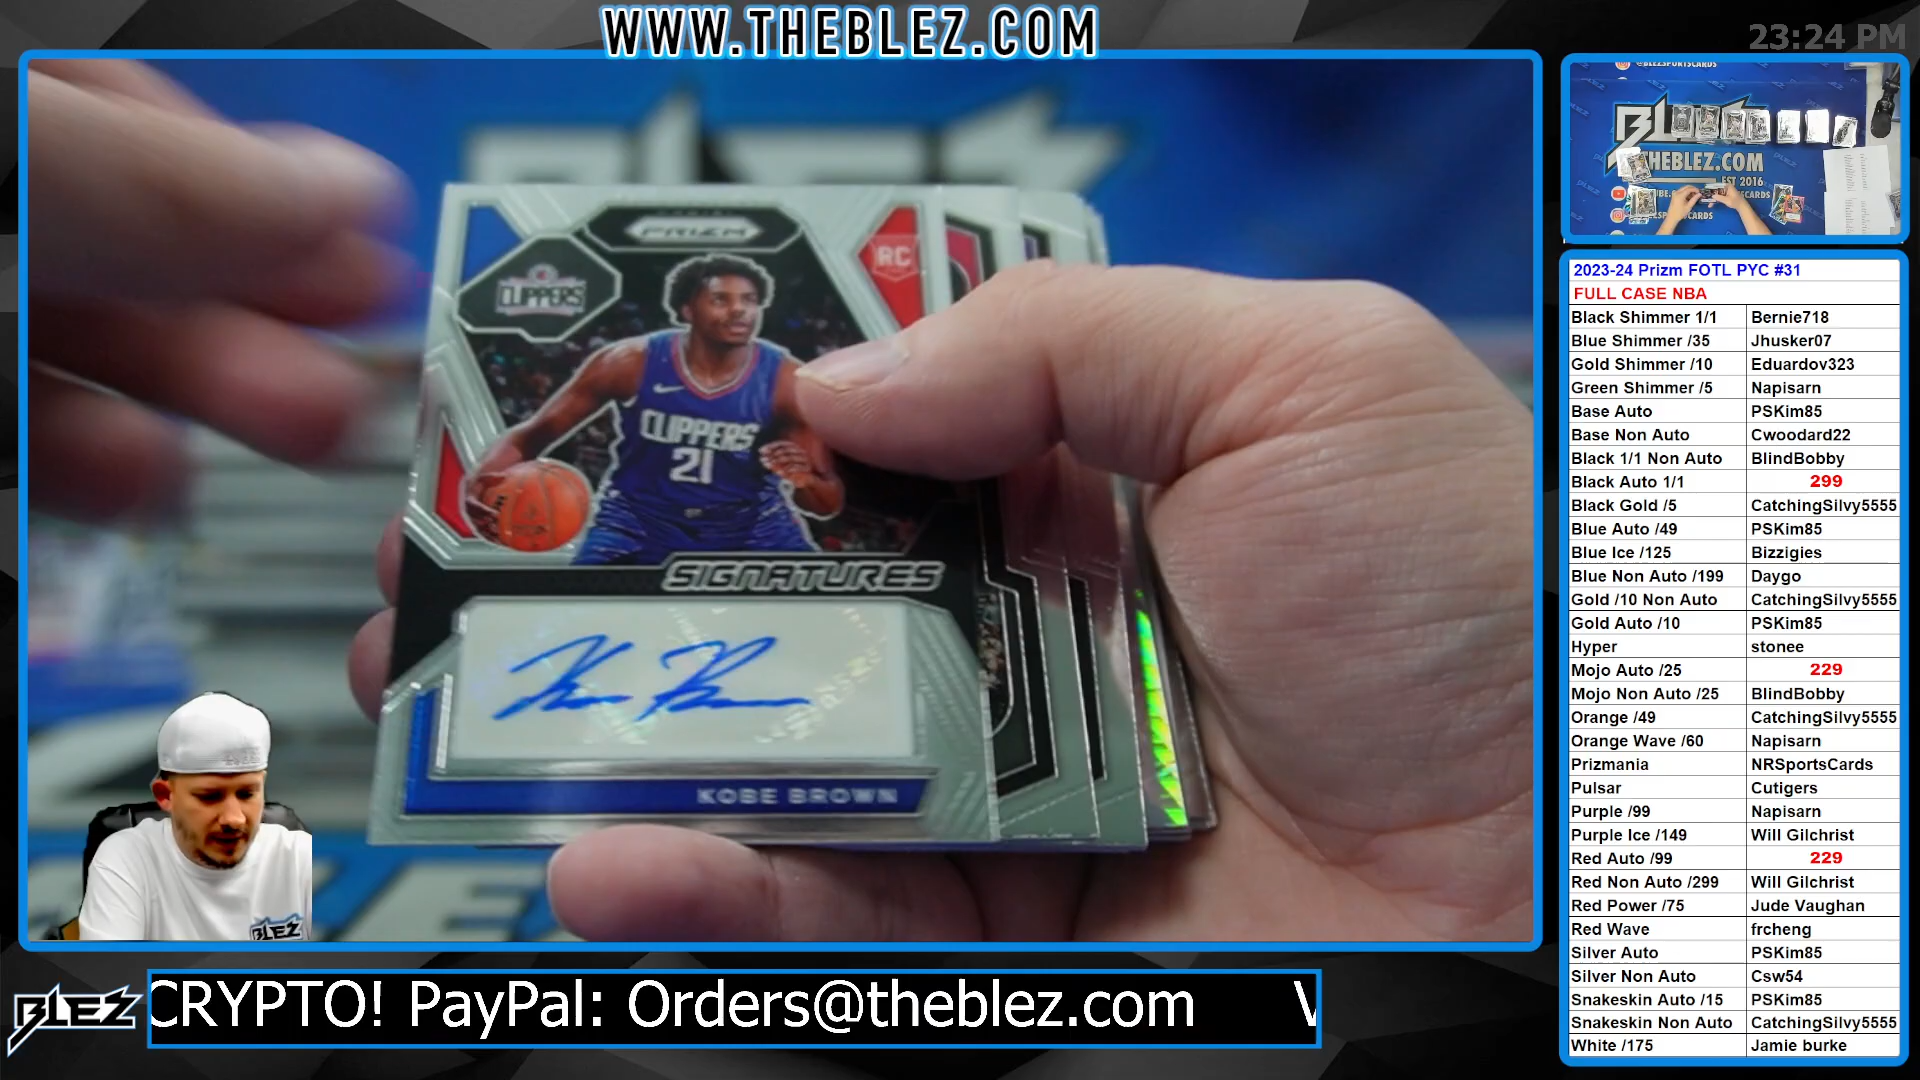 WWW.THEBLEZ.COM
23:24 PM
PRIZM
RC
CLIPPERS
CLIPPERS
21
SIGNATURES
KOBE BROWN
@BLEZSPORTSCARDS
THEBLEZ.COM
EST 2016
2023-24 Prizm FOTL PYC #31
FULL CASE NBA
Black Shimmer 1/1 Bernie718
Blue Shimmer /35 Jhusker07
Gold Shimmer /10 Eduardov323
Green Shimmer /5 Napisarn
Base Auto PSKim85
Base Non Auto Cwoodard22
Black 1/1 Non Auto BlindBobby
Black Auto 1/1 299
Black Gold /5 CatchingSilvy5555
Blue Auto /49 PSKim85
Blue Ice /125 Bizzigies
Blue Non Auto /199 Daygo
Gold /10 Non Auto CatchingSilvy5555
Gold Auto /10 PSKim85
Hyper stonee
Mojo Auto /25 229
Mojo Non Auto /25 BlindBobby
Orange /49 CatchingSilvy5555
Orange Wave /60 Napisarn
Prizmania NRSportsCards
Pulsar Cutigers
Purple /99 Napisarn
Purple Ice /149 Will Gilchrist
Red Auto /99 229
Red Non Auto /299 Will Gilchrist
Red Power /75 Jude Vaughan
Red Wave frcheng
Silver Auto PSKim85
Silver Non Auto Csw54
Snakeskin Auto /15 PSKim85
Snakeskin Non Auto CatchingSilvy5555
White /175 Jamie burke
BLEZ
BLEZ
CRYPTO! PayPal: Orders@theblez.com V